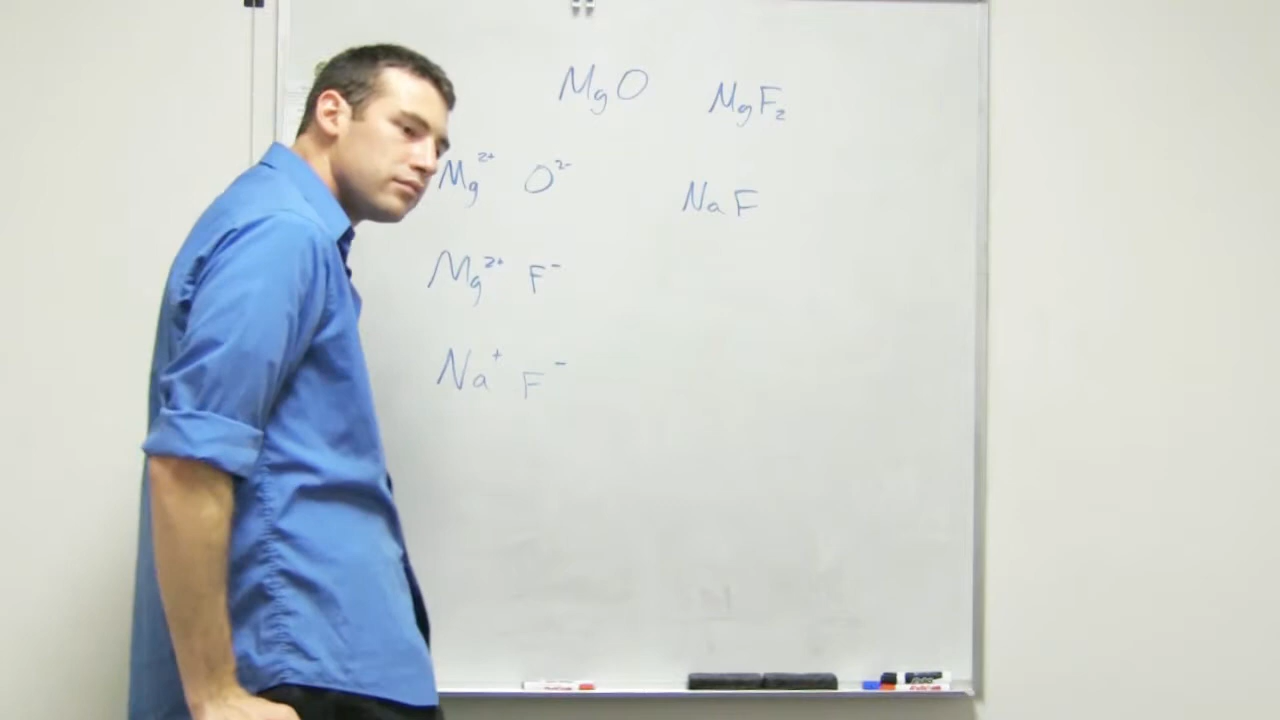 MgO MgF₂
Mg²⁺ O²⁻
NaF
Mg²⁺ F⁻
Na⁺ F⁻